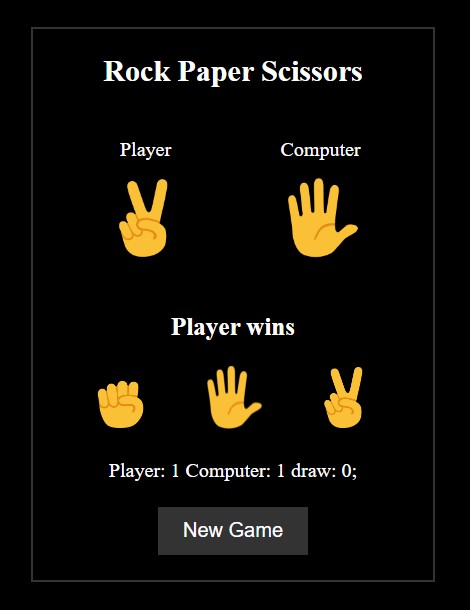 Rock Paper Scissors
Player Computer
Player wins
Player: 1 Computer: 1 draw: 0;
New Game